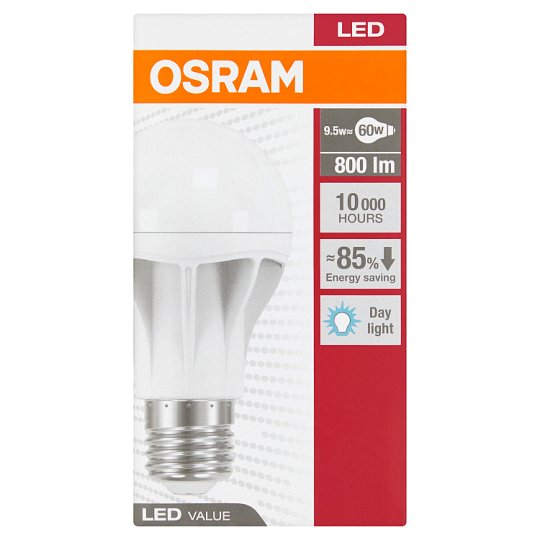 LED
OSRAM
9.5w≈ 60w
800 lm
10 000
HOURS
≈85%
Energy saving
Day
light
LED VALUE